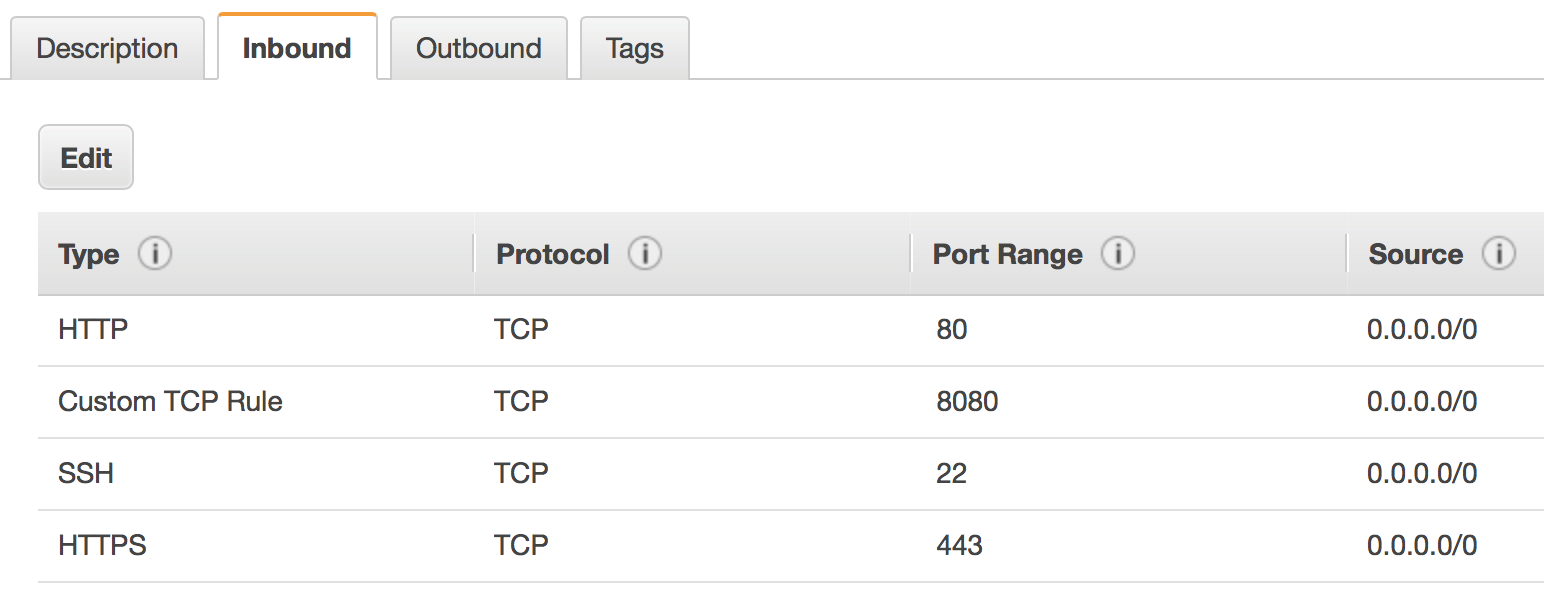 Description Inbound Outbound Tags
Edit
Type Protocol Port Range Source
HTTP TCP 80 0.0.0.0/0
Custom TCP Rule TCP 8080 0.0.0.0/0
SSH TCP 22 0.0.0.0/0
HTTPS TCP 443 0.0.0.0/0